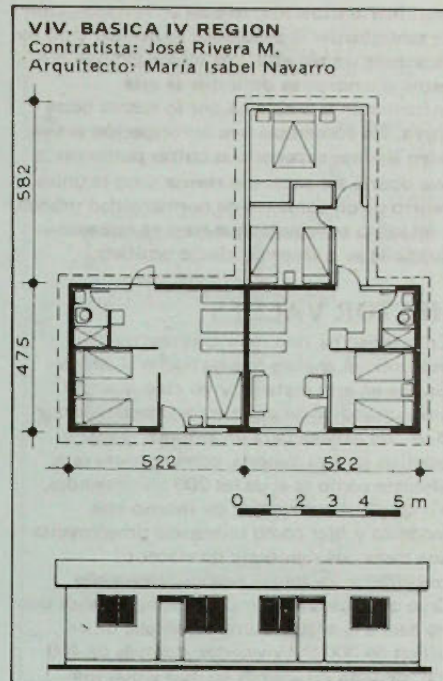 VIV. BASICA IV REGION
Contratista: José Rivera M.
Arquitecto: María Isabel Navarro
582
475
522 522
0 1 2 3 4 5 m